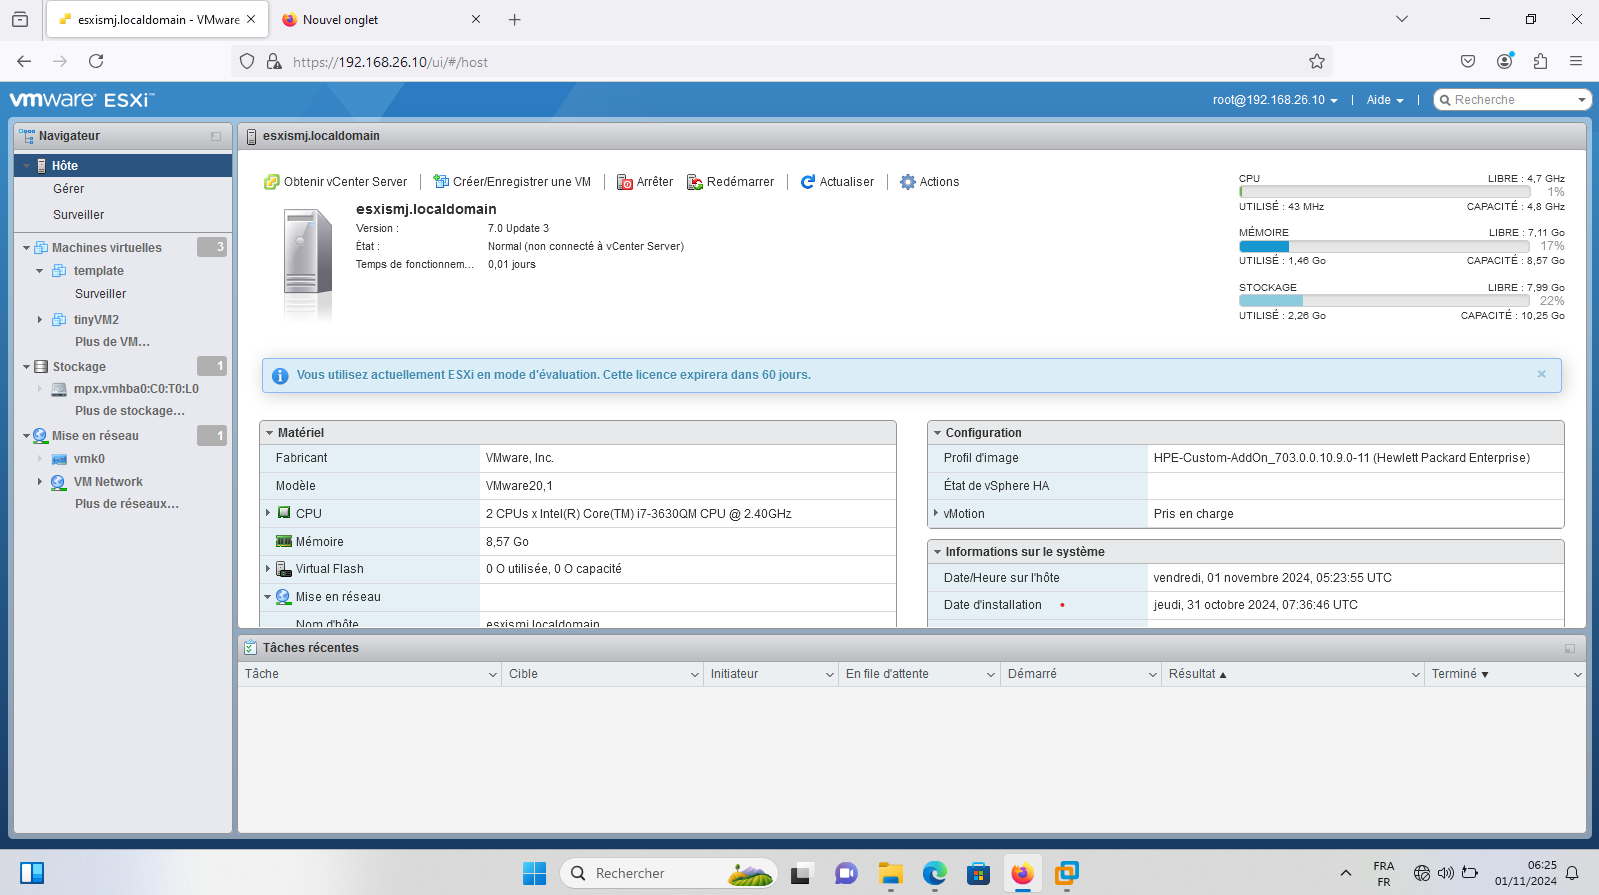 esxismj.localdomain - VMware
Nouvel onglet
https://192.168.26.10/ui/#/host
vmware ESXi™
root@192.168.26.10
Aide
Recherche
Navigateur
Hôte
Gérer
Surveiller
Machines virtuelles 3
template
Surveiller
tinyVM2
Plus de VM...
Stockage 1
mpx.vmhba0:C0:T0:L0
Plus de stockage...
Mise en réseau 1
vmk0
VM Network
Plus de réseaux...
esxismj.localdomain
Obtenir vCenter Server
Créer/Enregistrer une VM
Arrêter
Redémarrer
Actualiser
Actions
esxismj.localdomain
Version : 7.0 Update 3
État : Normal (non connecté à vCenter Server)
Temps de fonctionnem... 0,01 jours
CPU LIBRE : 4,7 GHz
1%
UTILISÉ : 43 MHz CAPACITÉ : 4,8 GHz
MÉMOIRE LIBRE : 7,11 Go
17%
UTILISÉ : 1,46 Go CAPACITÉ : 8,57 Go
STOCKAGE LIBRE : 7,99 Go
22%
UTILISÉ : 2,26 Go CAPACITÉ : 10,25 Go
Vous utilisez actuellement ESXi en mode d'évaluation. Cette licence expirera dans 60 jours.
Matériel
Fabricant VMware, Inc.
Modèle VMware20,1
CPU 2 CPUs x Intel(R) Core(TM) i7-3630QM CPU @ 2.40GHz
Mémoire 8,57 Go
Virtual Flash 0 O utilisée, 0 O capacité
Mise en réseau
Nom d'hôte esxismj.localdomain
Configuration
Profil d'image HPE-Custom-AddOn_703.0.0.10.9.0-11 (Hewlett Packard Enterprise)
État de vSphere HA
vMotion Pris en charge
Informations sur le système
Date/Heure sur l'hôte vendredi, 01 novembre 2024, 05:23:55 UTC
Date d'installation jeudi, 31 octobre 2024, 07:36:46 UTC
Tâches récentes
Tâche Cible Initiateur En file d'attente Démarré Résultat ▲ Terminé ▼
Rechercher
FRA
FR
06:25
01/11/2024